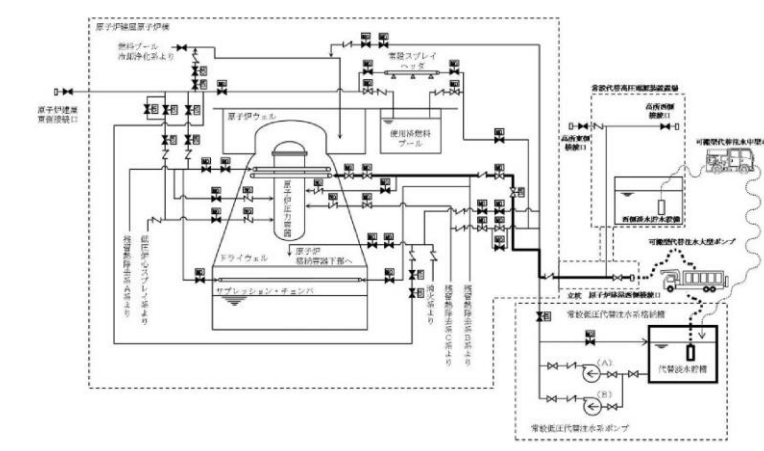 原子炉建屋原子炉棟
燃料プール
冷却浄化系より
常設スプレイ
ヘッダ
原子炉建屋
東側接続口
原子炉ウェル
使用済燃料
プール
常設代替高圧電源装置置場
高所西側
接続口
高所東側
接続口
可搬型代替注水中型ポンプ
西側淡水貯水設備
原子炉圧力容器
ドライウェル
原子炉
格納容器下部へ
サプレッション・チェンバ
可搬型代替注水大型ポンプ
立坑
原子炉建屋西側接続口
残留熱除去系A系より
低圧炉心スプレイ系より
消火系より
残留熱除去系C系より
残留熱除去系B系より
常設低圧代替注水系格納槽
(A)
(B)
代替淡水貯槽
常設低圧代替注水系ポンプ